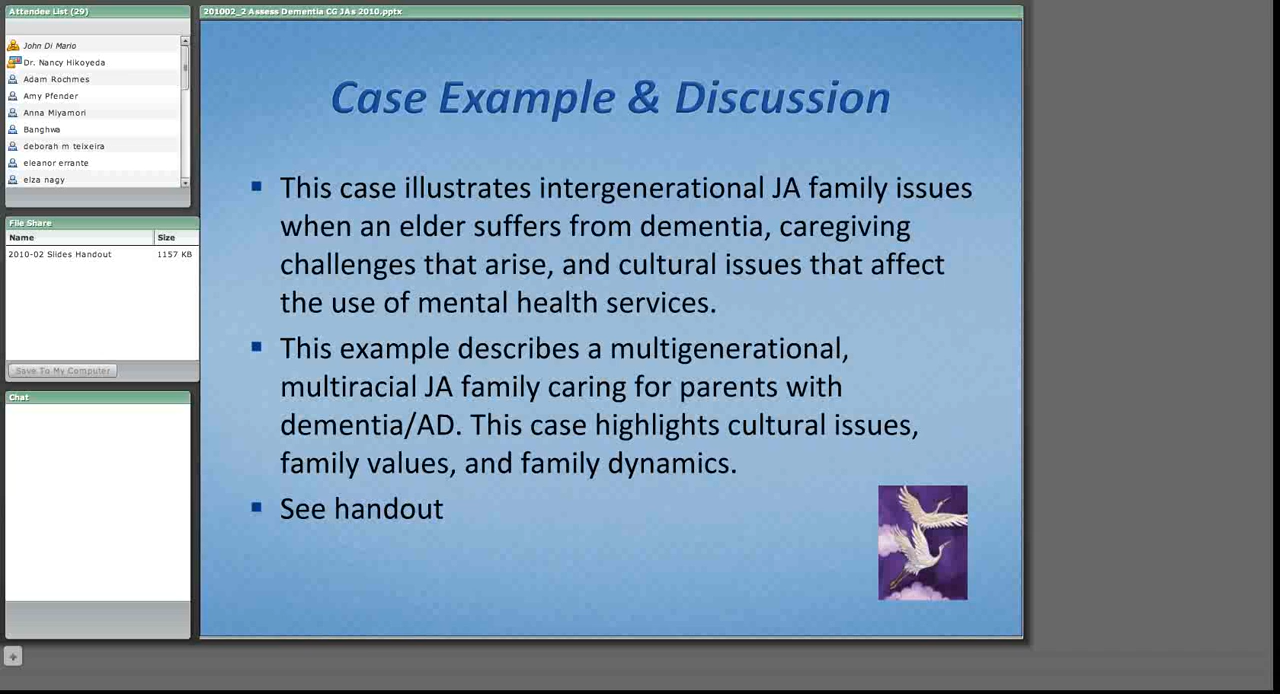 Attendee List (29)
John Di Mario
Dr. Nancy Hikoyeda
Adam Rochmes
Amy Pfender
Anna Miyamori
Banghwa
deborah m teixeira
eleanor errante
elza nagy
File Share
Name Size
2010-02 Slides Handout 1157 KB
Save To My Computer
Chat
201002_2 Assess Dementia CG JAs 2010.pptx
Case Example & Discussion
This case illustrates intergenerational JA family issues
when an elder suffers from dementia, caregiving
challenges that arise, and cultural issues that affect
the use of mental health services.
This example describes a multigenerational,
multiracial JA family caring for parents with
dementia/AD. This case highlights cultural issues,
family values, and family dynamics.
See handout